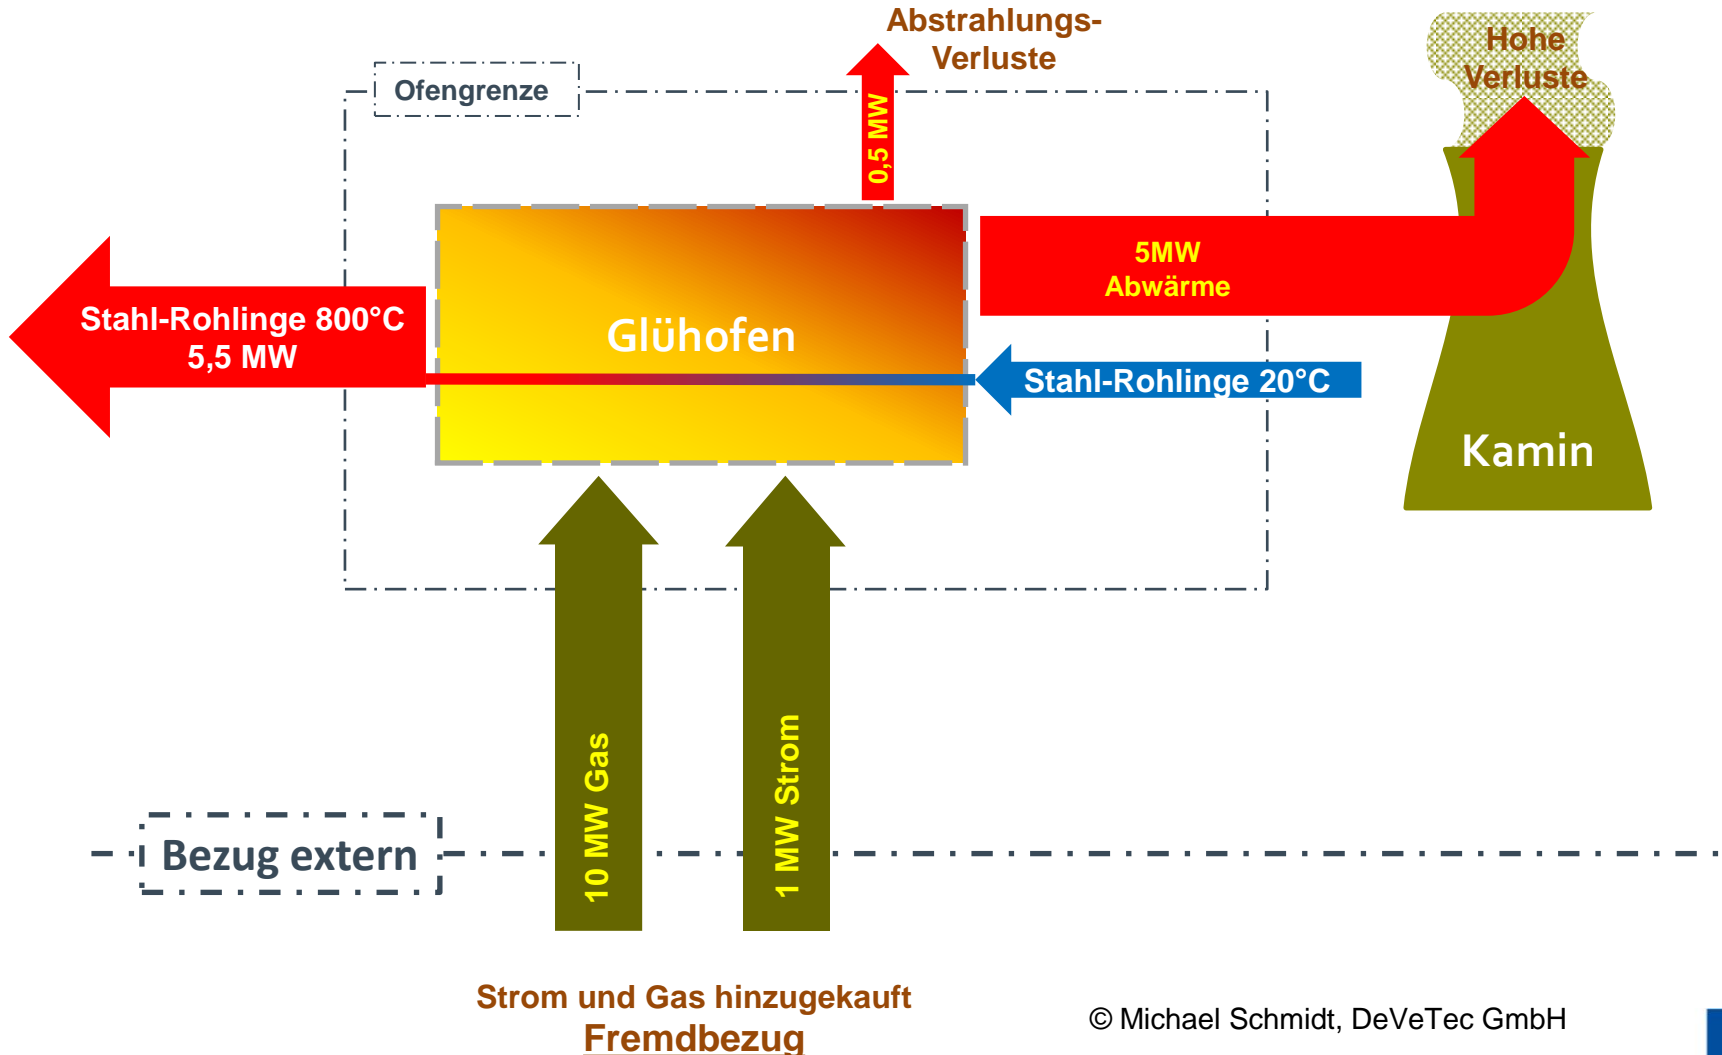 Abstrahlungs-
Verluste
Hohe
Verluste
Ofengrenze
0,5 MW
5MW
Abwärme
Stahl-Rohlinge 800°C
5,5 MW
Glühofen
Stahl-Rohlinge 20°C
Kamin
10 MW Gas
1 MW Strom
Bezug extern
Strom und Gas hinzugekauft
Fremdbezug
© Michael Schmidt, DeVeTec GmbH